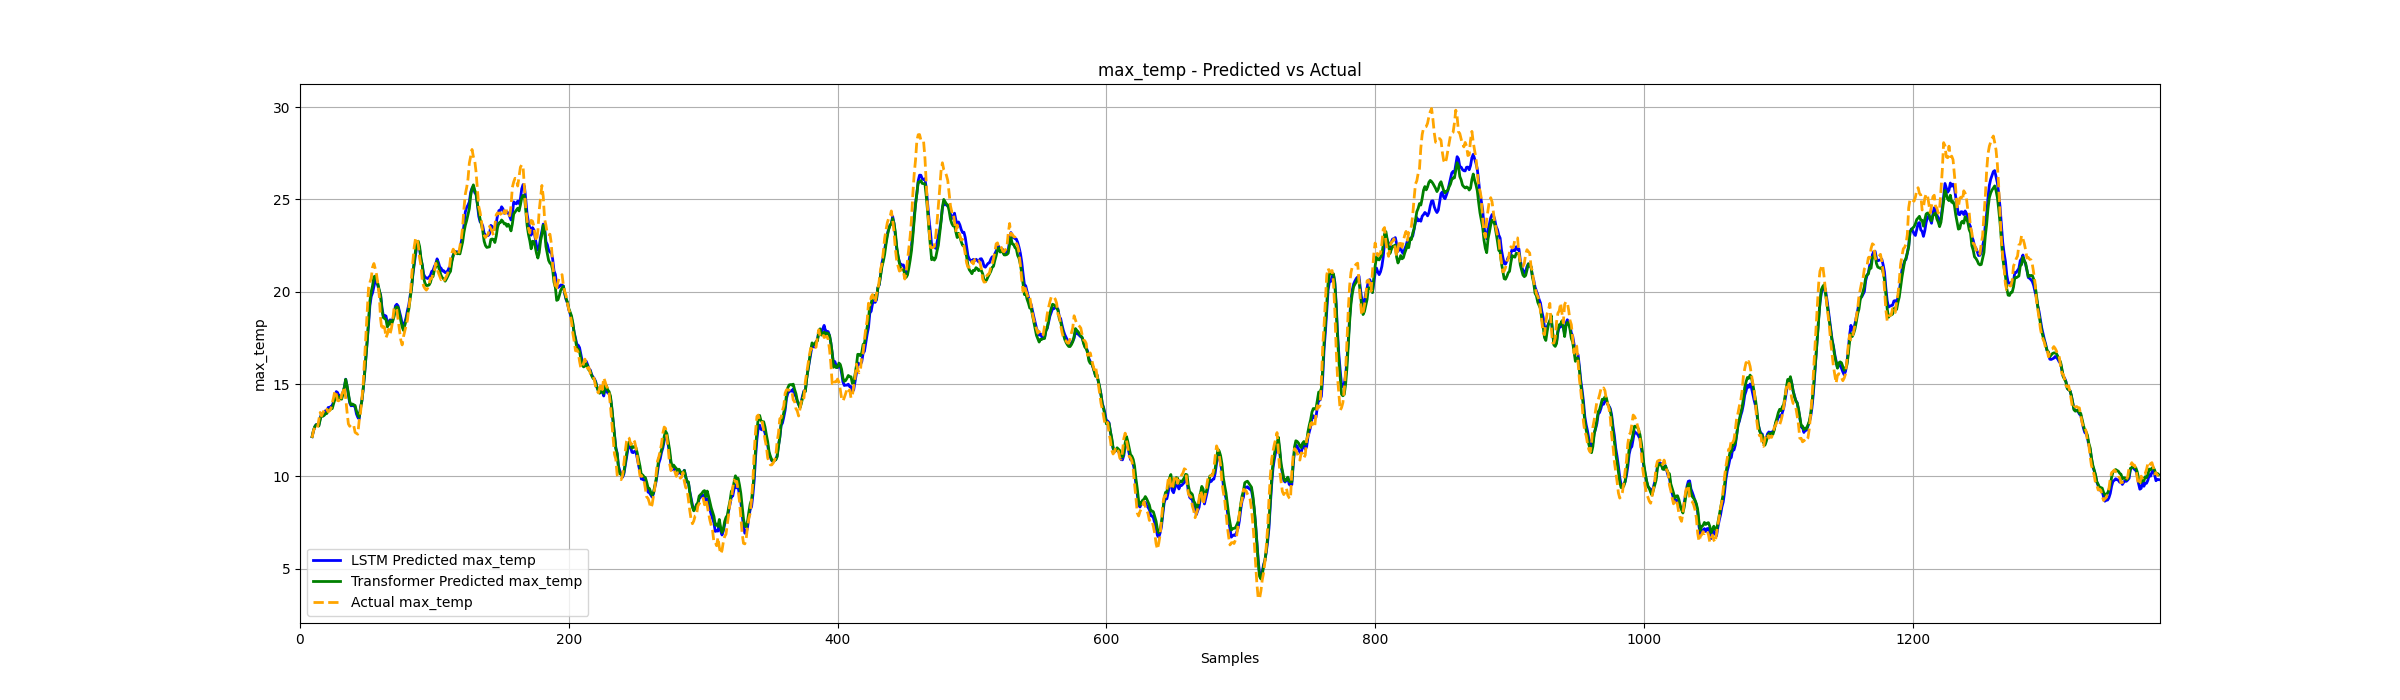 max_temp - Predicted vs Actual
max_temp
30
25
20
15
10
5
LSTM Predicted max_temp
Transformer Predicted max_temp
Actual max_temp
0 200 400 600 800 1000 1200
Samples